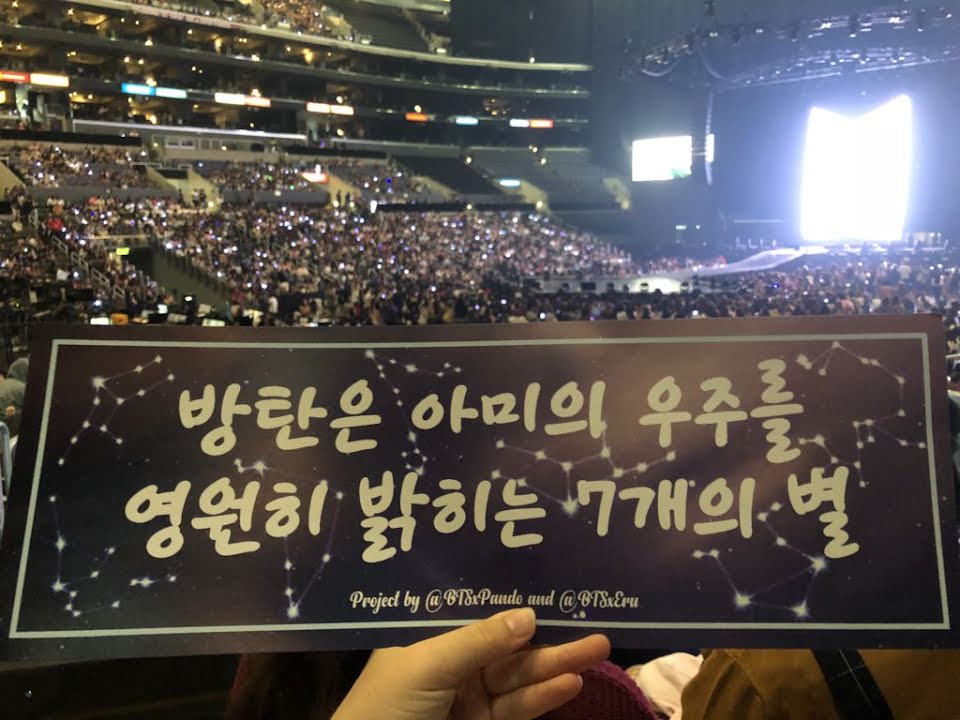 방탄은 아미의 우주를
영원히 밝히는 7개의 별
Project by @BTSxPando and @BTSxEru